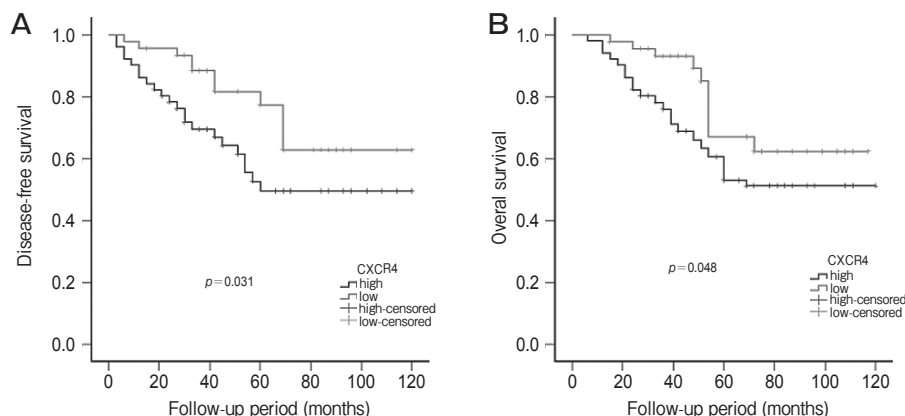 A
Disease-free survival
1.0
0.8
0.6
0.4
0.2
0.0
p=0.031
CXCR4
high
low
high-censored
low-censored
0 20 40 60 80 100 120
Follow-up period (months)
B
Overal survival
1.0
0.8
0.6
0.4
0.2
0.0
p=0.048
CXCR4
high
low
high-censored
low-censored
0 20 40 60 80 100 120
Follow-up period (months)